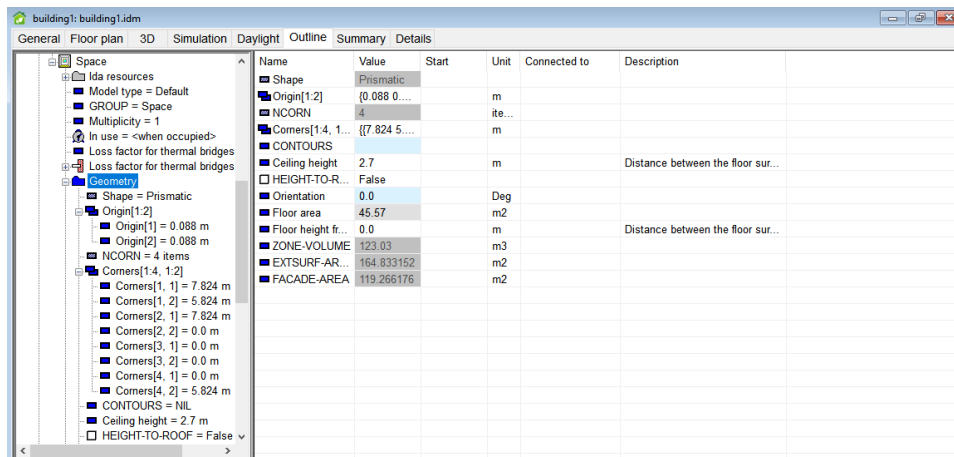 building1: building1.idm
General Floor plan 3D Simulation Daylight Outline Summary Details
Space
Ida resources
Model type = Default
GROUP = Space
Multiplicity = 1
In use = <when occupied>
Loss factor for thermal bridges
Loss factor for thermal bridges
Geometry
Shape = Prismatic
Origin[1:2]
Origin[1] = 0.088 m
Origin[2] = 0.088 m
NCORN = 4 items
Corners[1:4, 1:2]
Corners[1, 1] = 7.824 m
Corners[1, 2] = 5.824 m
Corners[2, 1] = 7.824 m
Corners[2, 2] = 0.0 m
Corners[3, 1] = 0.0 m
Corners[3, 2] = 0.0 m
Corners[4, 1] = 0.0 m
Corners[4, 2] = 5.824 m
CONTOURS = NIL
Ceiling height = 2.7 m
HEIGHT-TO-ROOF = False
Name Value Start Unit Connected to Description
Shape Prismatic
Origin[1:2] {0.088 0.... m
NCORN 4 ite...
Corners[1:4, 1... {{7.824 5.... m
CONTOURS
Ceiling height 2.7 m Distance between the floor sur...
HEIGHT-TO-R... False
Orientation 0.0 Deg
Floor area 45.57 m2
Floor height fr... 0.0 m Distance between the floor sur...
ZONE-VOLUME 123.03 m3
EXTSURF-AR... 164.833152 m2
FACADE-AREA 119.266176 m2